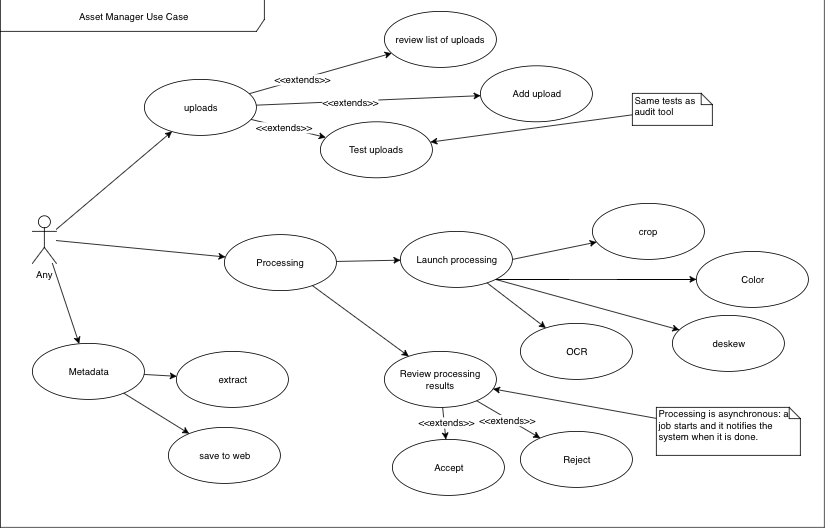 Asset Manager Use Case
review list of uploads
<<extends>>
uploads
<<extends>>
Add upload
Same tests as
audit tool
<<extends>>
Test uploads
Any
Processing
Launch processing
crop
Color
OCR
deskew
Metadata
extract
save to web
Review processing
results
Processing is asynchronous: a
job starts and it notifies the
system when it is done.
<<extends>>
<<extends>>
Accept
Reject